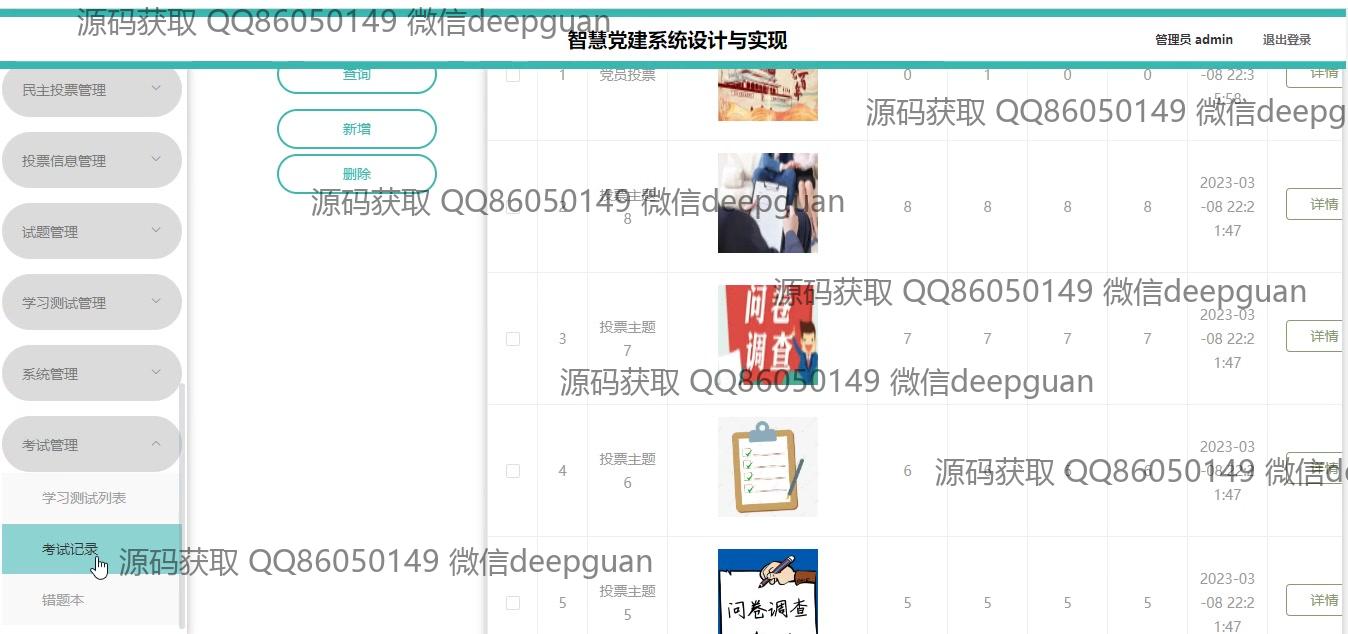 源码获取 QQ86050149 微信deepguan
智慧党建系统设计与实现
管理员 admin
退出登录
民主投票管理
投票信息管理
试题管理
学习测试管理
系统管理
考试管理
学习测试列表
考试记录
错题本
查询
新增
删除
1 党员投票 0 1 0 0 -08 22:3 详情
5:58
源码获取 QQ86050149 微信deepg
投票主题
8
8 8 8 8
2023-03
-08 22:2
1:47
详情
源码获取 QQ86050149 微信deepguan
源码获取 QQ86050149 微信deepguan
问卷
调查
3
投票主题
7
7 7 7 7
2023-03
-08 22:2
1:47
详情
源码获取 QQ86050149 微信deepguan
4
投票主题
6
6 6 6 6
2023-03
-08 22:2
1:47
详情
源码获取 QQ86050149 微信de
源码获取 QQ86050149 微信deepguan
5
投票主题
5
问卷调查
5 5 5 5
2023-03
-08 22:2
1:47
详情